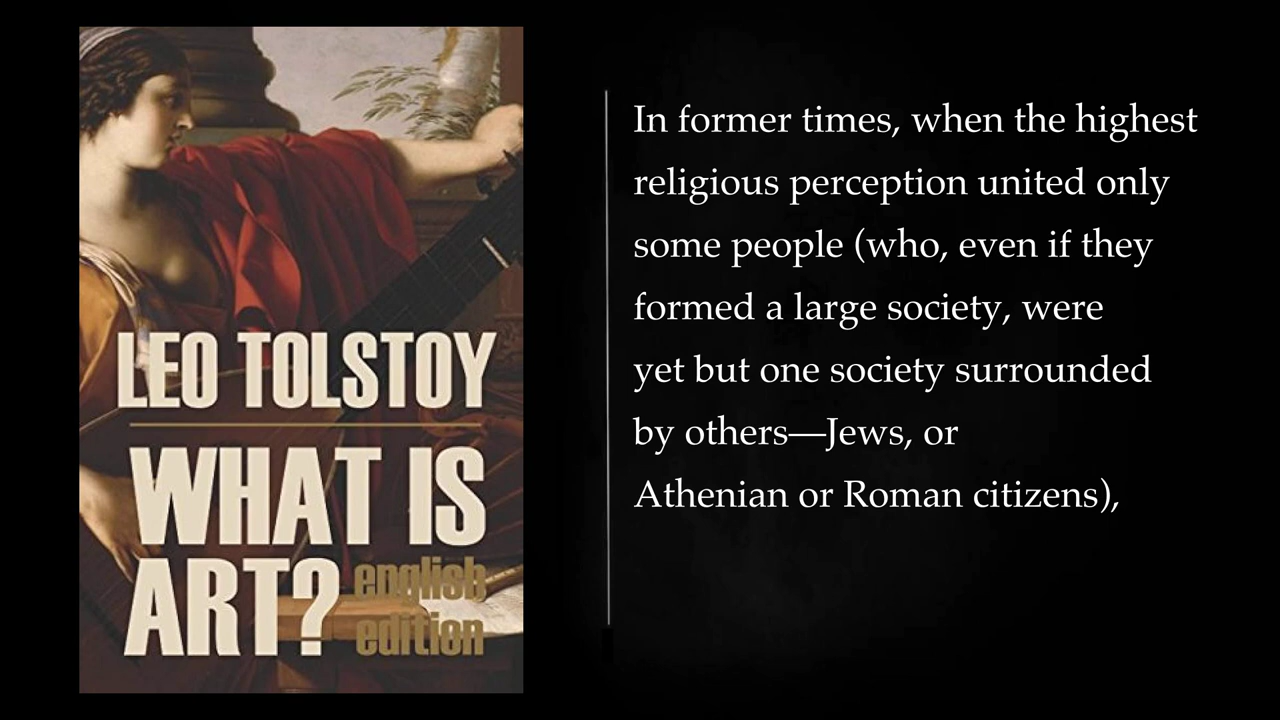 LEO TOLSTOY
WHAT IS
ART?
english
edition
In former times, when the highest
religious perception united only
some people (who, even if they
formed a large society, were
yet but one society surrounded
by others—Jews, or
Athenian or Roman citizens),